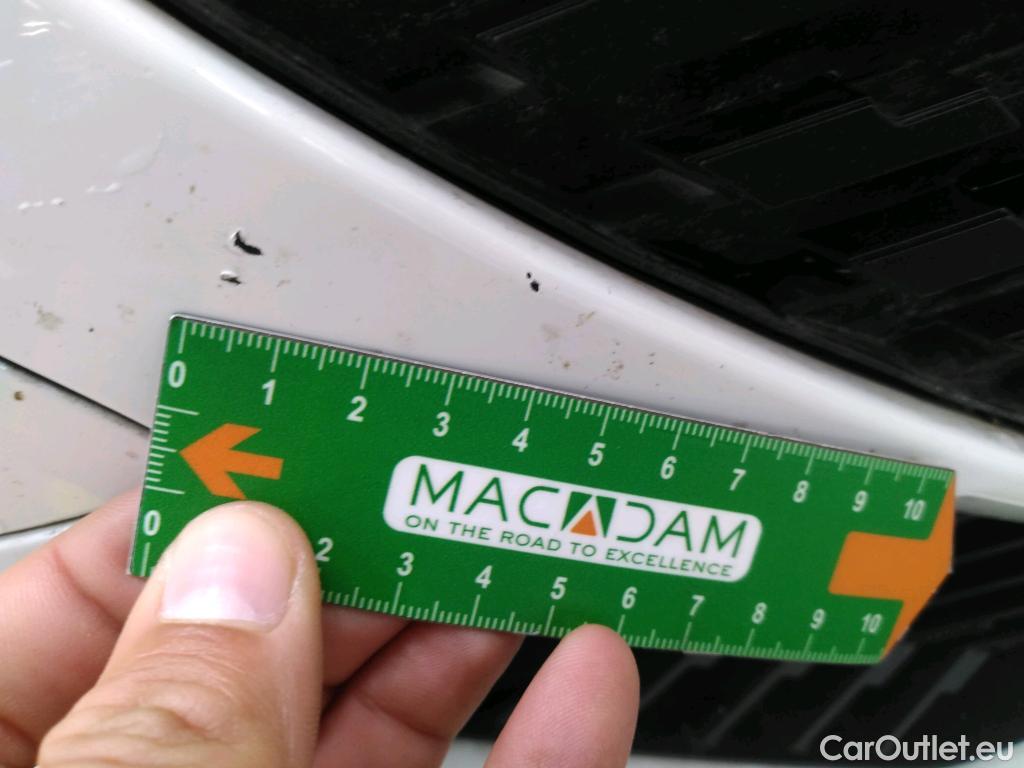 0 1 2 3 4 5 6 7 8 9 10
MACADAM
ON THE ROAD TO EXCELLENCE
0 2 3 4 5 6 7 8 9 10
CarOutlet.eu